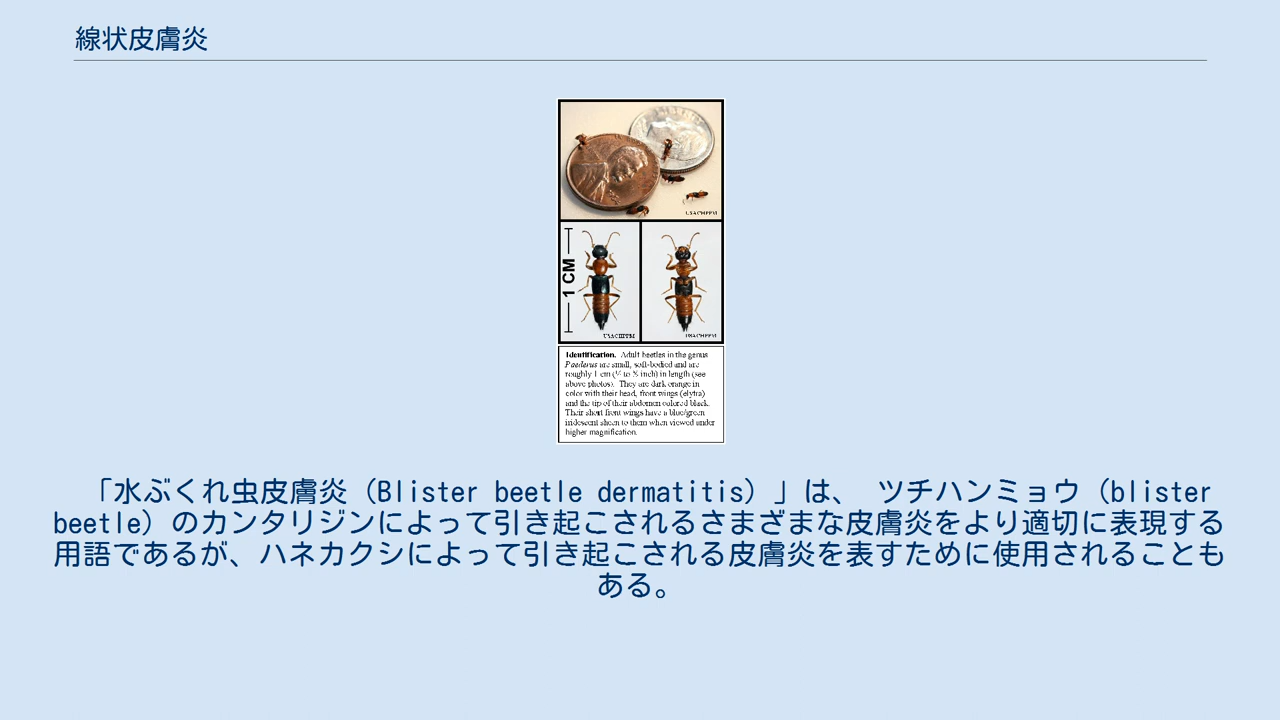 線状皮膚炎
USACHPPM
1 CM
USACHPPM
USACHPPM
Identification. Adult beetles in the genus
Paederus are small, soft-bodied and are
roughly 1 cm (¼ to ⅜ inch) in length (see
above photos). They are dark orange in
color with their head, front wings (elytra)
and the tip of their abdomen colored black.
Their short front wings have a blue/green
iridescent sheen to them when viewed under
higher magnification.
「水ぶくれ虫皮膚炎（Blister beetle dermatitis）」は、 ツチハンミョウ（blister
beetle）のカンタリジンによって引き起こされるさまざまな皮膚炎をより適切に表現する
用語であるが、ハネカクシによって引き起こされる皮膚炎を表すために使用されることも
ある。